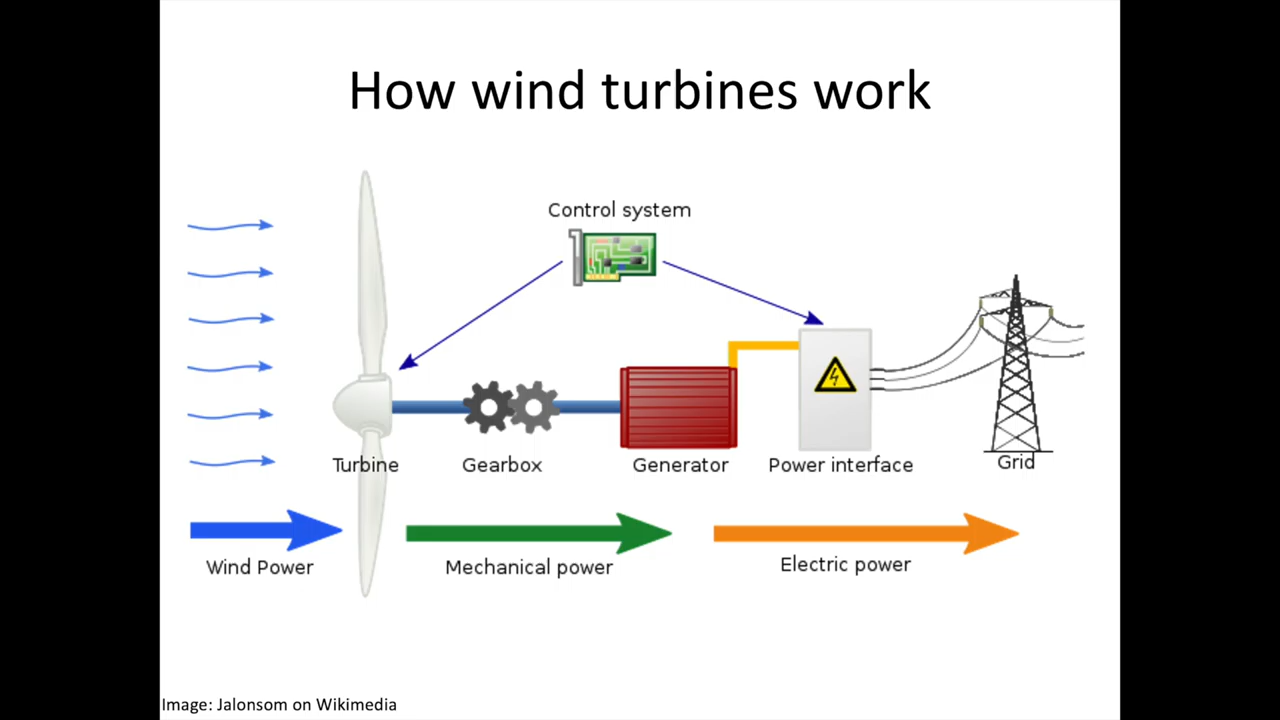 How wind turbines work
Control system
Turbine
Gearbox
Generator
Power interface
Grid
Wind Power
Mechanical power
Electric power
Image: Jalonsom on Wikimedia